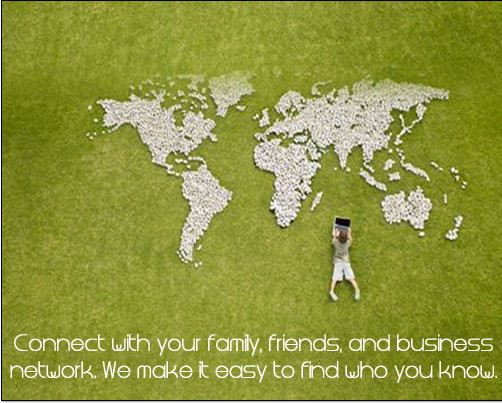 Connect with your family, friends, and business
network. We make it easy to find who you know.